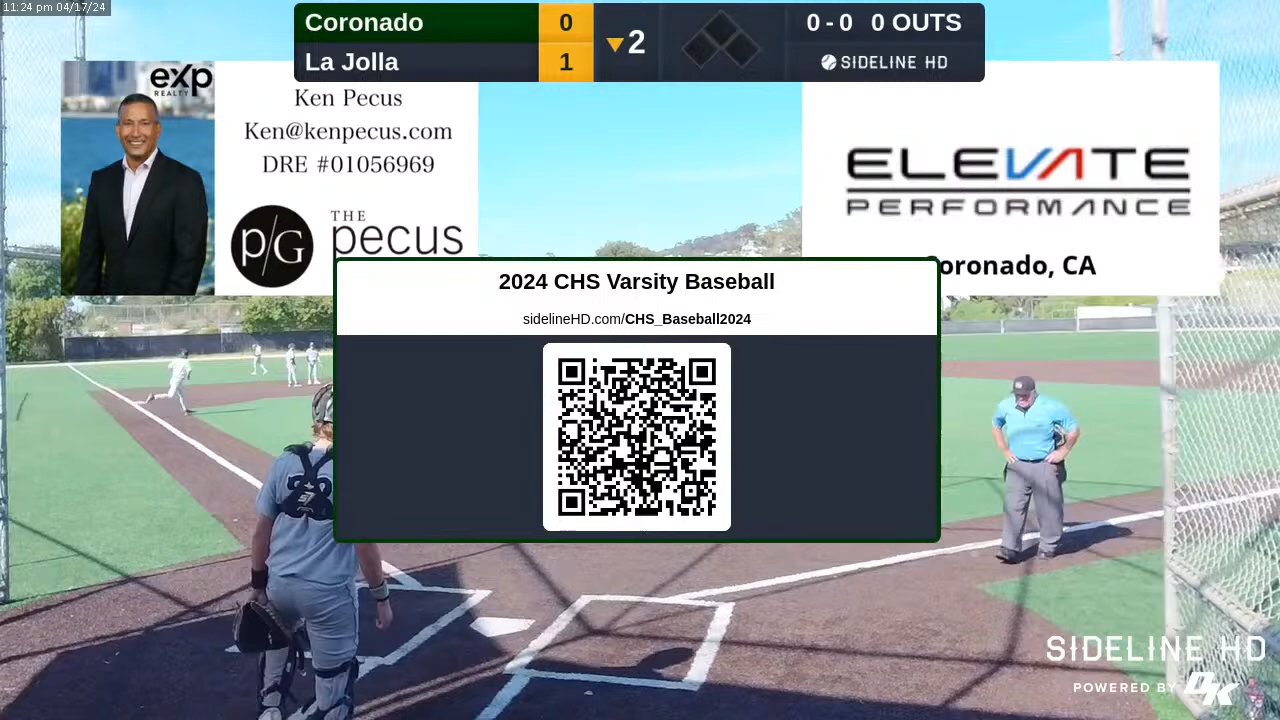 11:24 pm 04/17/24
Coronado 0
La Jolla 1
2
0 - 0 0 OUTS
SIDELINE HD
exp
REALTY
Ken Pecus
Ken@kenpecus.com
DRE #01056969
p/G
THE
pecus
ELEVATE
PERFORMANCE
oronado, CA
2024 CHS Varsity Baseball
sidelineHD.com/CHS_Baseball2024
SIDELINE HD
POWERED BY DK